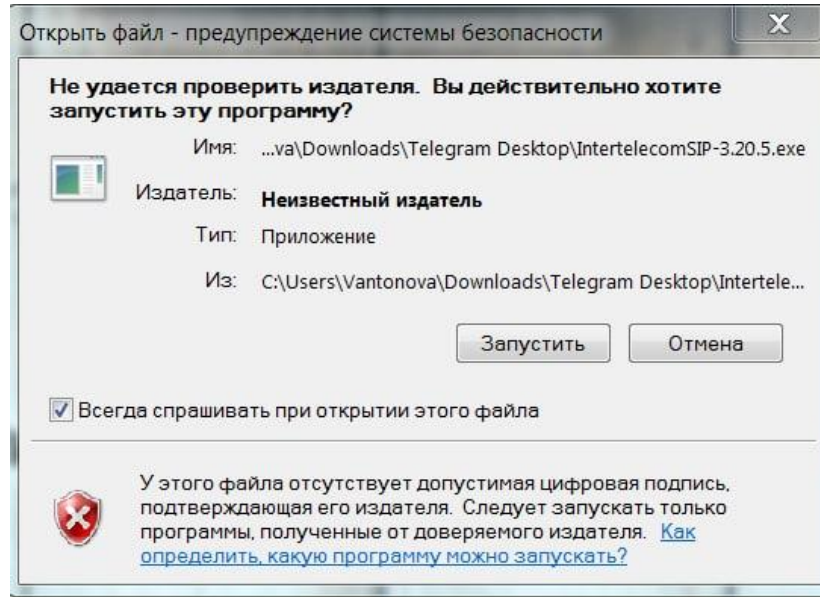 Открыть файл - предупреждение системы безопасности
Не удается проверить издателя. Вы действительно хотите
запустить эту программу?
Имя: ...va\Downloads\Telegram Desktop\IntertelecomSIP-3.20.5.exe
Издатель: Неизвестный издатель
Тип: Приложение
Из: C:\Users\Vantonova\Downloads\Telegram Desktop\Intertele...
Запустить Отмена
Всегда спрашивать при открытии этого файла
У этого файла отсутствует допустимая цифровая подпись,
подтверждающая его издателя. Следует запускать только
программы, полученные от доверяемого издателя. Как
определить, какую программу можно запускать?